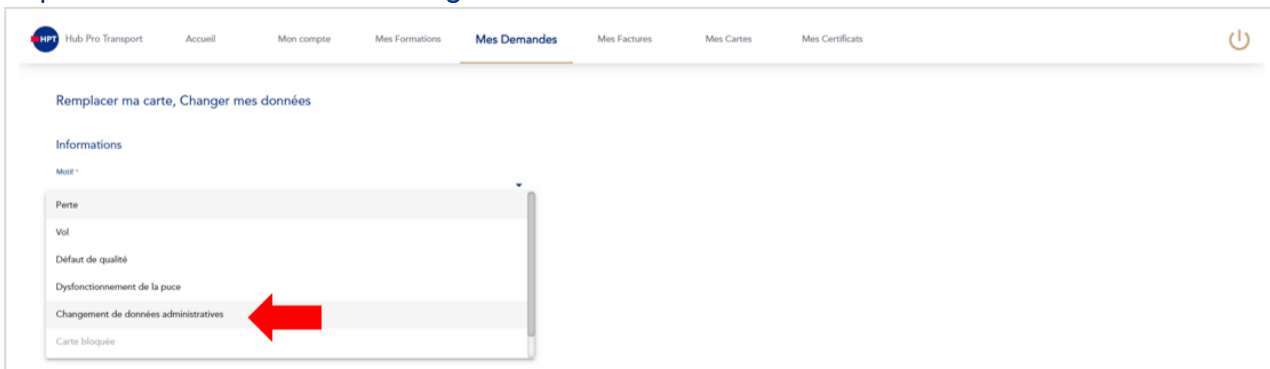 HPT Hub Pro Transport Accueil Mon compte Mes Formations Mes Demandes Mes Factures Mes Cartes Mes Certificats
Remplacer ma carte, Changer mes données
Informations
Motif *
Perte
Vol
Défaut de qualité
Dysfonctionnement de la puce
Changement de données administratives
Carte bloquée